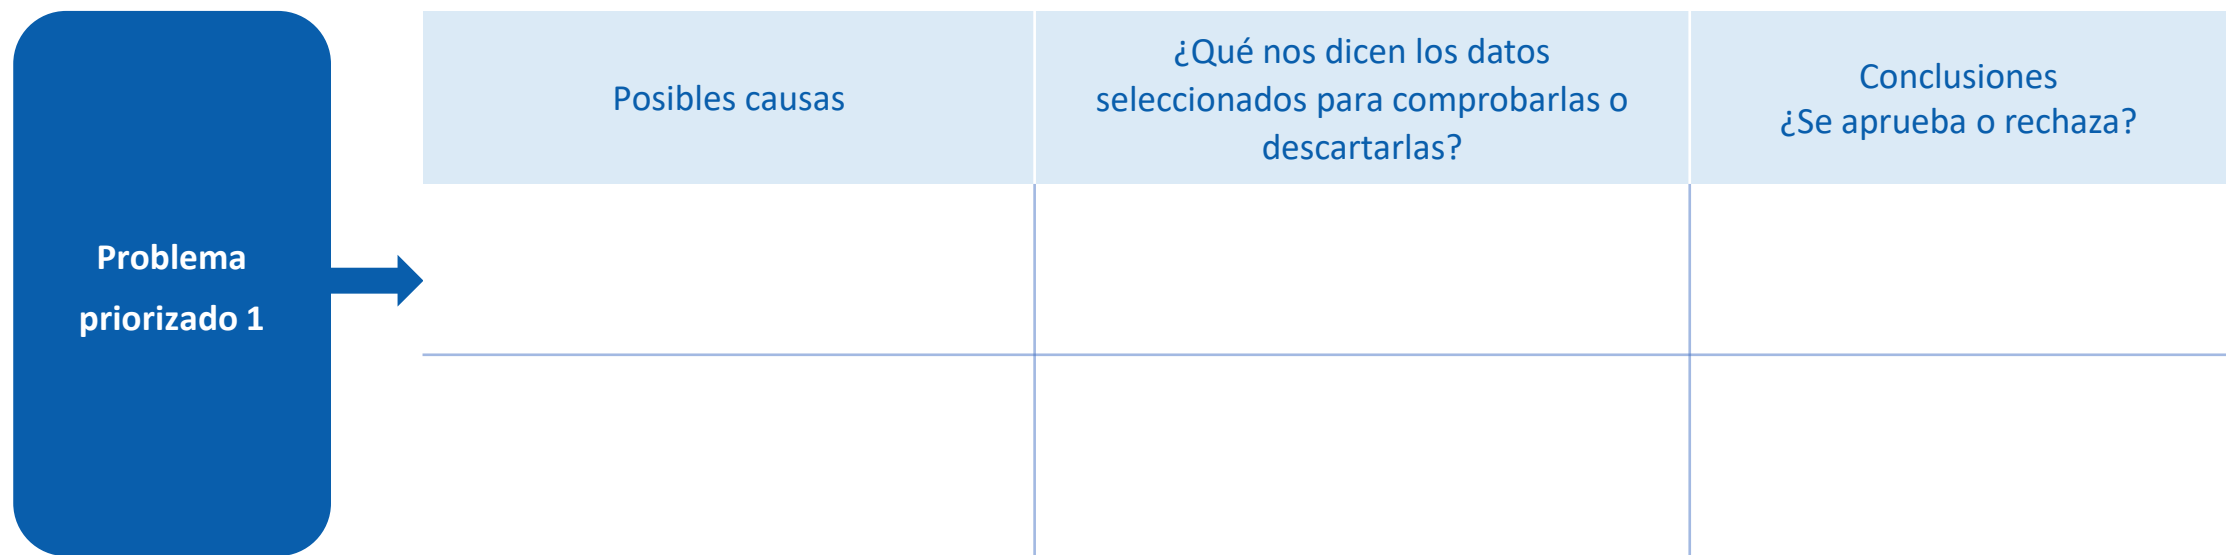 Problema
priorizado 1
Posibles causas
¿Qué nos dicen los datos
seleccionados para comprobarlas o
descartarlas?
Conclusiones
¿Se aprueba o rechaza?